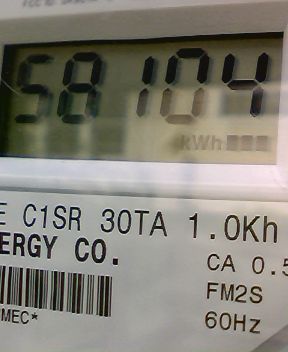 58104
kWh
E C1SR 30TA 1.0Kh
ERGY CO.
CA 0.5
FM2S
MEC*
60Hz